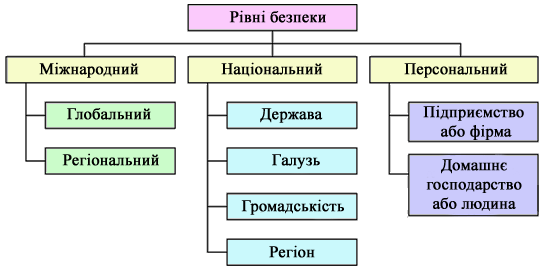 Рівні безпеки
Міжнародний
Національний
Персональний
Глобальний
Регіональний
Держава
Галузь
Громадськість
Регіон
Підприємство
або фірма
Домашнє
господарство
або людина